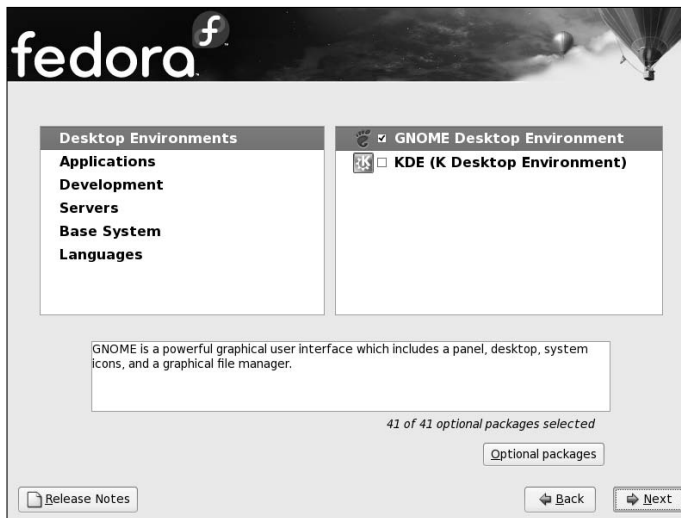 fedora
Desktop Environments
Applications
Development
Servers
Base System
Languages
GNOME Desktop Environment
KDE (K Desktop Environment)
GNOME is a powerful graphical user interface which includes a panel, desktop, system
icons, and a graphical file manager.
41 of 41 optional packages selected
Optional packages
Release Notes
Back
Next